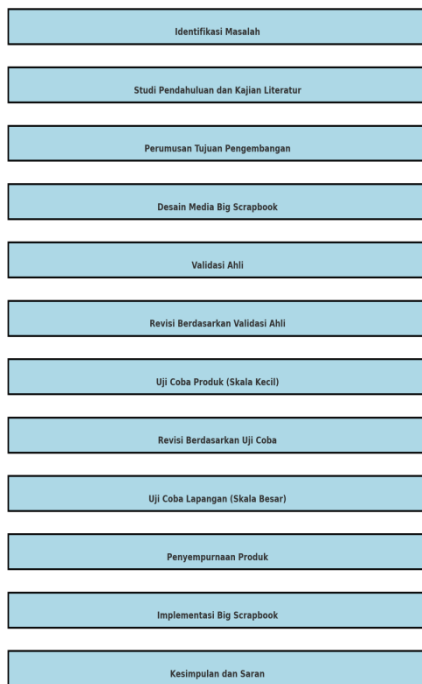 Identifikasi Masalah
Studi Pendahuluan dan Kajian Literatur
Perumusan Tujuan Pengembangan
Desain Media Big Scrapbook
Validasi Ahli
Revisi Berdasarkan Validasi Ahli
Uji Coba Produk (Skala Kecil)
Revisi Berdasarkan Uji Coba
Uji Coba Lapangan (Skala Besar)
Penyempurnaan Produk
Implementasi Big Scrapbook
Kesimpulan dan Saran